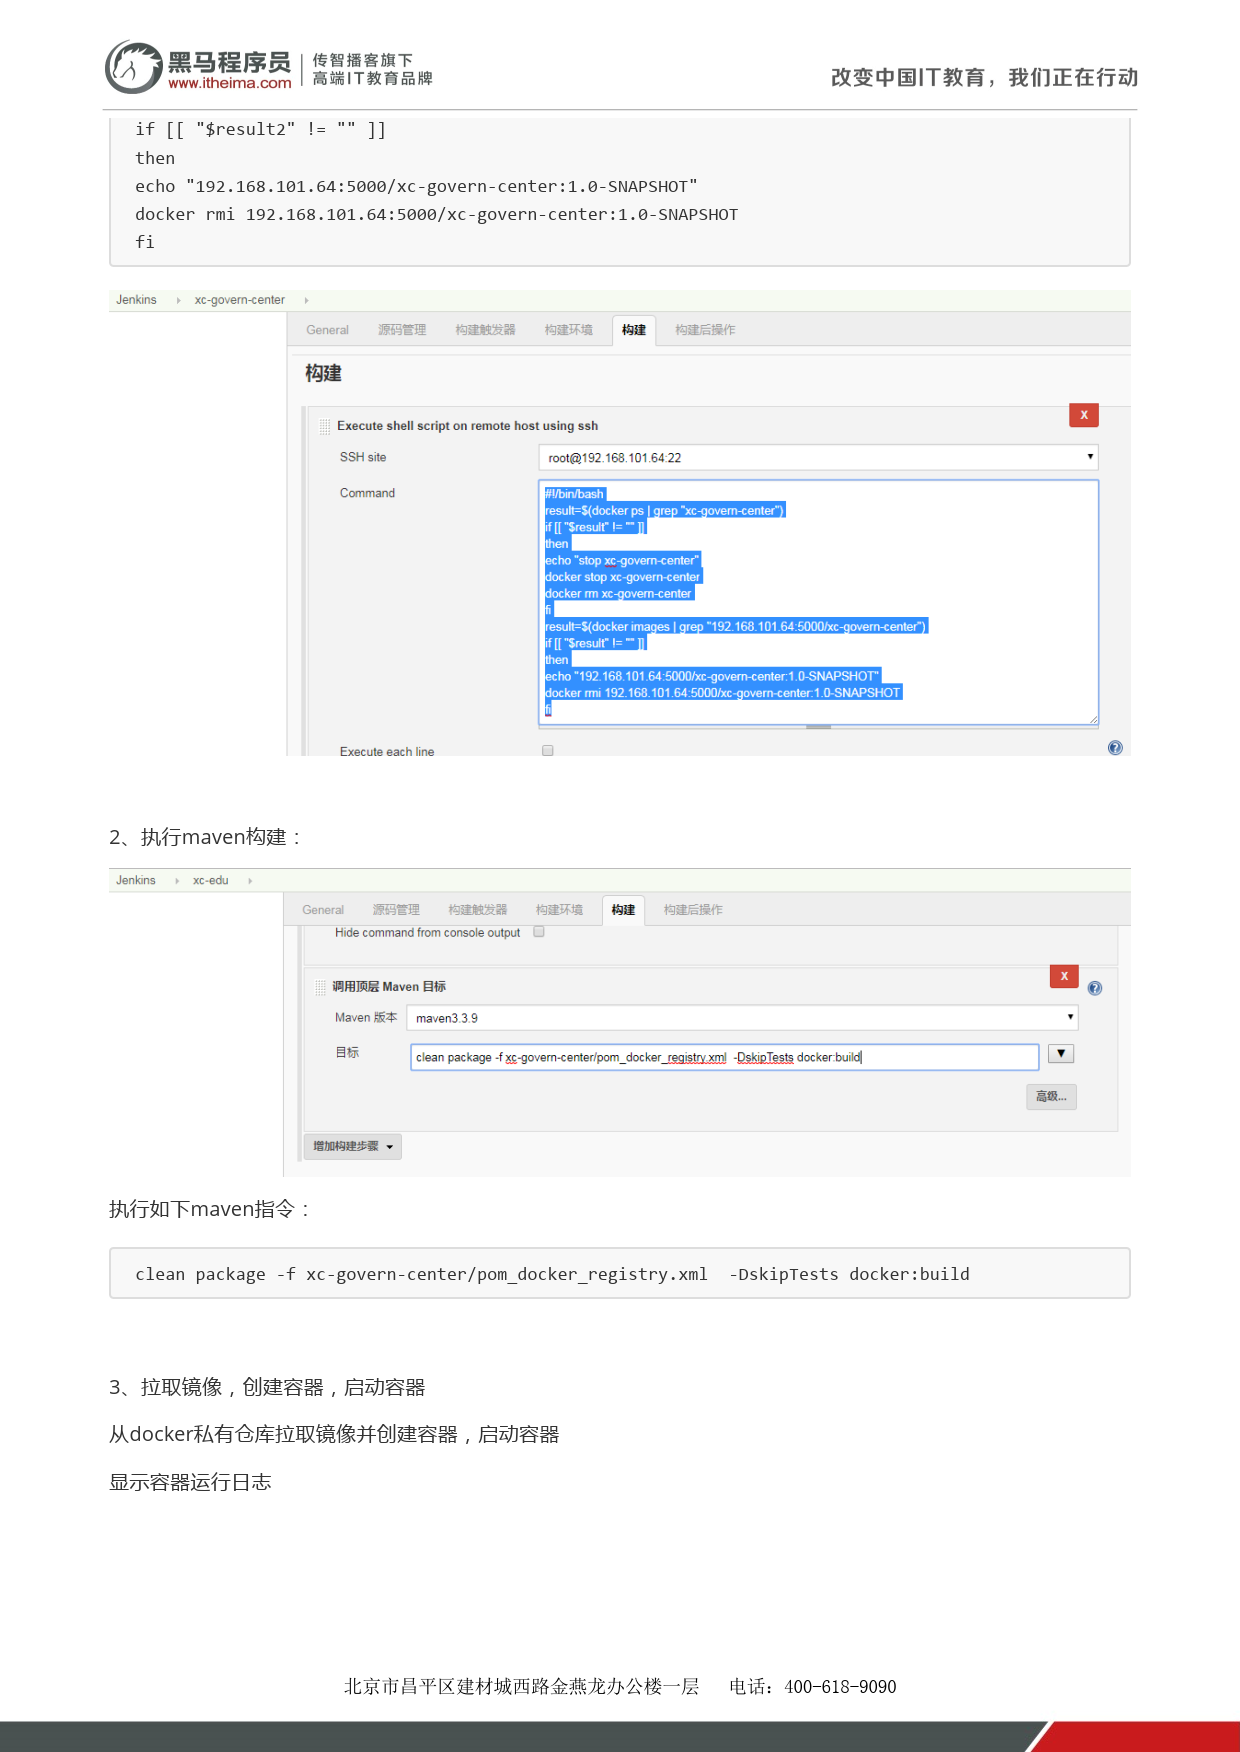 黑马程序员
www.itheima.com
传智播客旗下
高端IT教育品牌
改变中国IT教育，我们正在行动
if [[ "$result2" != "" ]]
then
echo "192.168.101.64:5000/xc-govern-center:1.0-SNAPSHOT"
docker rmi 192.168.101.64:5000/xc-govern-center:1.0-SNAPSHOT
fi
Jenkins xc-govern-center
General 源码管理 构建触发器 构建环境 构建 构建后操作
构建
X
Execute shell script on remote host using ssh
SSH site root@192.168.101.64:22
Command
#!/bin/bash
result=$(docker ps | grep "xc-govern-center")
if [[ "$result" != "" ]]
then
echo "stop xc-govern-center"
docker stop xc-govern-center
docker rm xc-govern-center
fi
result=$(docker images | grep "192.168.101.64:5000/xc-govern-center")
if [[ "$result" != "" ]]
then
echo "192.168.101.64:5000/xc-govern-center:1.0-SNAPSHOT"
docker rmi 192.168.101.64:5000/xc-govern-center:1.0-SNAPSHOT
fi
Execute each line
2、执行maven构建：
Jenkins xc-edu
General 源码管理 构建触发器 构建环境 构建 构建后操作
Hide command from console output
X
调用顶层 Maven 目标
Maven 版本 maven3.3.9
目标 clean package -f xc-govern-center/pom_docker_registry.xml -DskipTests docker:build
高级...
增加构建步骤
执行如下maven指令：
clean package -f xc-govern-center/pom_docker_registry.xml  -DskipTests docker:build
3、拉取镜像，创建容器，启动容器
从docker私有仓库拉取镜像并创建容器，启动容器
显示容器运行日志
北京市昌平区建材城西路金燕龙办公楼一层 电话：400-618-9090